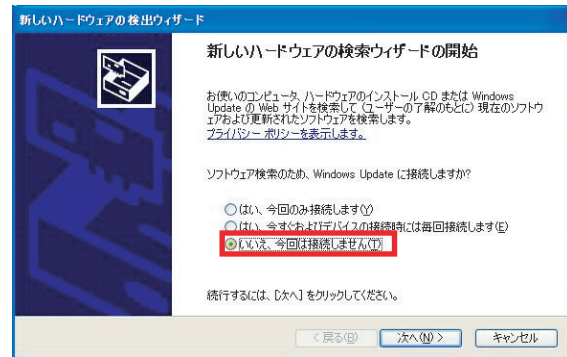 新しいハードウェアの検出ウィザード
新しいハードウェアの検索ウィザードの開始
お使いのコンピュータ、ハードウェアのインストール CD または Windows
Update の Web サイトを検索して (ユーザーの了解のもとに) 現在のソフトウ
ェアおよび更新されたソフトウェアを検索します。
プライバシー ポリシーを表示します。
ソフトウェア検索のため、Windows Update に接続しますか?
はい、今回のみ接続します(Y)
はい、今すぐおよびデバイスの接続時には毎回接続します(E)
いいえ、今回は接続しません(T)
続行するには、[次へ] をクリックしてください。
< 戻る(B)
次へ(N) >
キャンセル